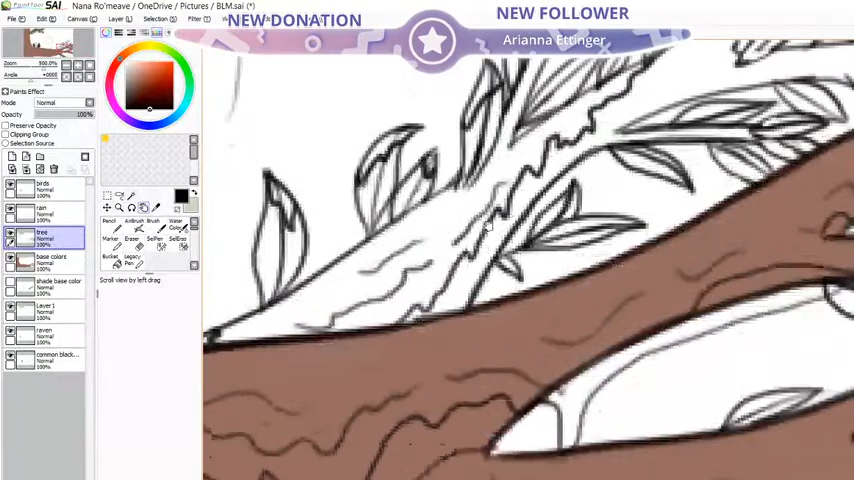 PaintTool SAI Nana Ro'meave / OneDrive / Pictures / BLM.sai (*)
File (F) Edit (E) Canvas (C) Layer (L) Selection (S)
NEW DONATION
NEW FOLLOWER
Arianna Ettinger
Zoom 500.0%
Angle +0000
Paints Effect
Mode Normal
Opacity 100%
Preserve Opacity
Clipping Group
Selection Source
birds
Normal
100%
rain
Normal
100%
tree
Normal
100%
base colors
Normal
100%
shade base color
Normal
100%
Layer1
Normal
100%
raven
Normal
100%
common black...
Normal
100%
Pencil AirBrush Brush Water Color
Marker Eraser SelPen SelEras
Bucket Legacy Pen
Scroll view by left drag